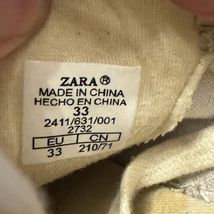 ZARA®
MADE IN CHINA
HECHO EN CHINA
33
2411/631/001
2732
EU CN
33 210/71